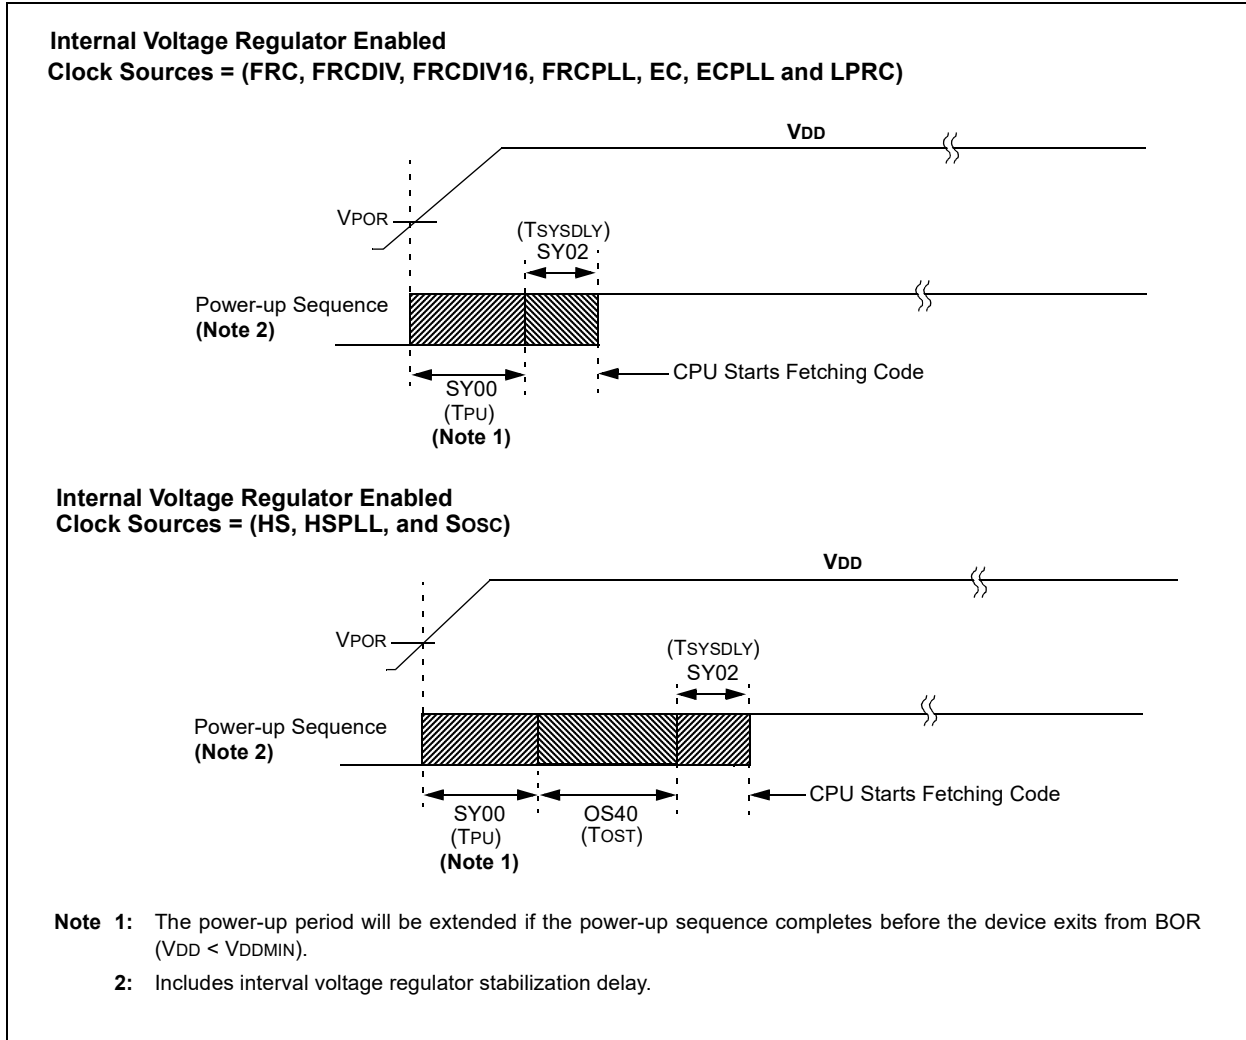 Internal Voltage Regulator Enabled
Clock Sources = (FRC, FRCDIV, FRCDIV16, FRCPLL, EC, ECPLL and LPRC)
VDD
VPOR
(TSYSDLY)
SY02
Power-up Sequence
(Note 2)
CPU Starts Fetching Code
SY00
(TPU)
(Note 1)
Internal Voltage Regulator Enabled
Clock Sources = (HS, HSPLL, and SOSC)
VDD
VPOR
(TSYSDLY)
SY02
Power-up Sequence
(Note 2)
CPU Starts Fetching Code
SY00
(TPU)
(Note 1)
OS40
(TOST)
Note 1: The power-up period will be extended if the power-up sequence completes before the device exits from BOR
(VDD < VDDMIN).
2: Includes interval voltage regulator stabilization delay.